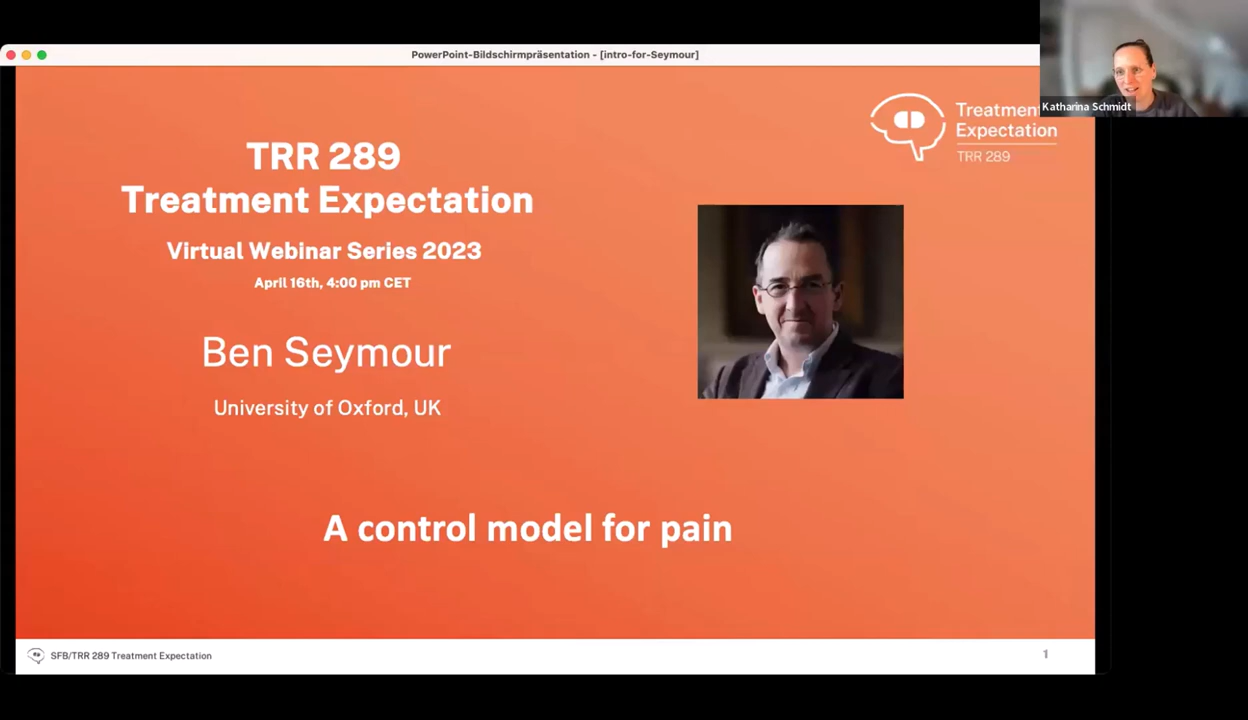 PowerPoint-Bildschirmpräsentation - [intro-for-Seymour]
Katharina Schmidt
Treatment
Expectation
TRR 289
TRR 289
Treatment Expectation
Virtual Webinar Series 2023
April 16th, 4:00 pm CET
Ben Seymour
University of Oxford, UK
A control model for pain
SFB/TRR 289 Treatment Expectation
1